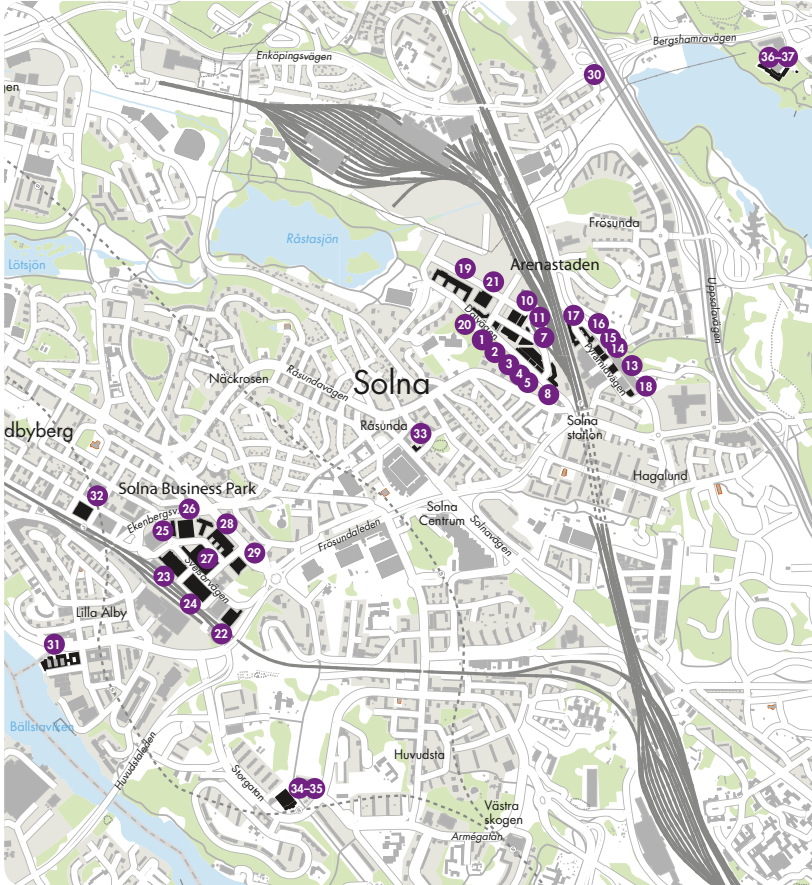 Enköpingsvägen
Bergshamravägen
36–37
30
gen
Råstasjön
Frösunda
Lötsjön
19
Arenastaden
21
10
Uppsalavägen
11
17
16
20
Dalvägen
7
15
1
14
2
Pyramidvägen
3
13
4
5
18
8
Näckrosen
Råsundavägen
Solna
Råsunda
33
Solna
station
dbyberg
Hagalund
Solna Business Park
32
26
Ekenbergsv
25
28
Solna
Centrum
Solnavägen
Frösundaleden
29
27
Svetsarvägen
23
24
Lilla Alby
22
31
Bällstaviken
Huvudstaleden
Huvudsta
Storgatan
34–35
Västra
skogen
Armégatan